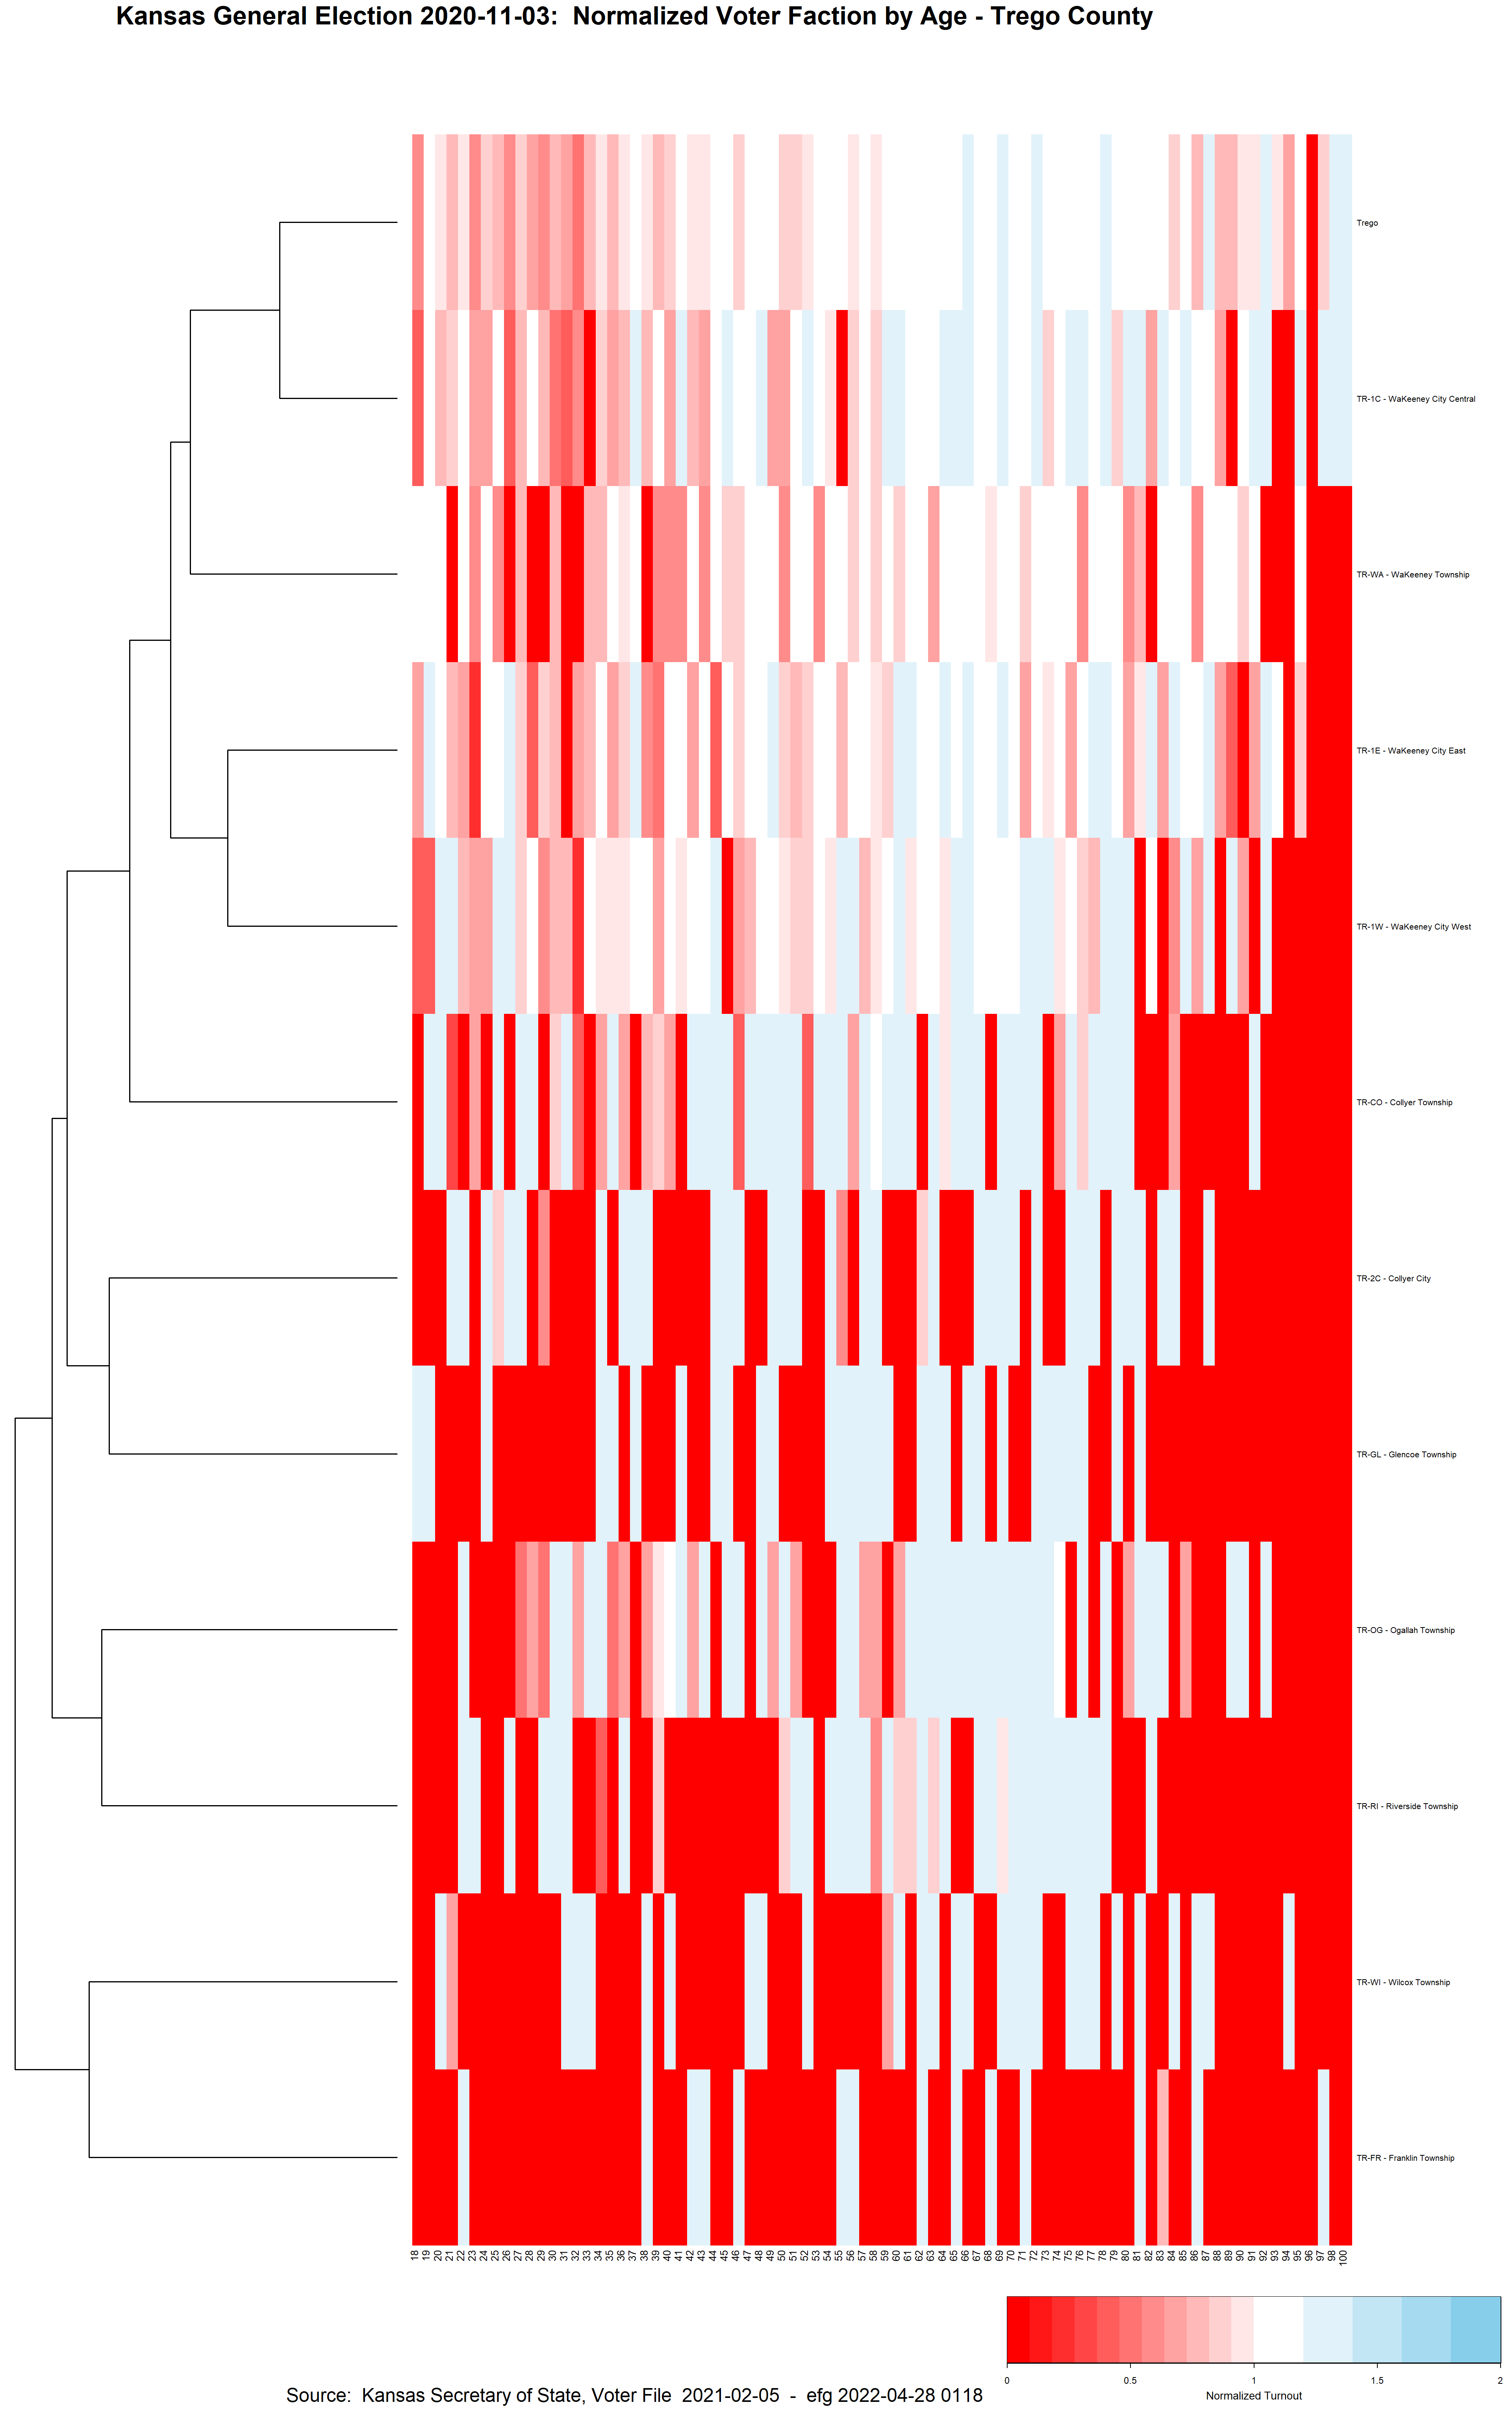 Kansas General Election 2020-11-03:  Normalized Voter Faction by Age - Trego County
Trego
TR-1C - WaKeeney City Central
TR-WA - WaKeeney Township
TR-1E - WaKeeney City East
TR-1W - WaKeeney City West
TR-CO - Collyer Township
TR-2C - Collyer City
TR-GL - Glencoe Township
TR-OG - Ogallah Township
TR-RI - Riverside Township
TR-WI - Wilcox Township
TR-FR - Franklin Township
18 19 20 21 22 23 24 25 26 27 28 29 30 31 32 33 34 35 36 37 38 39 40 41 42 43 44 45 46 47 48 49 50 51 52 53 54 55 56 57 58 59 60 61 62 63 64 65 66 67 68 69 70 71 72 73 74 75 76 77 78 79 80 81 82 83 84 85 86 87 88 89 90 91 92 93 94 95 96 97 98 100
0 0.5 1 1.5 2
Normalized Turnout
Source:  Kansas Secretary of State, Voter File  2021-02-05  -  efg 2022-04-28 0118